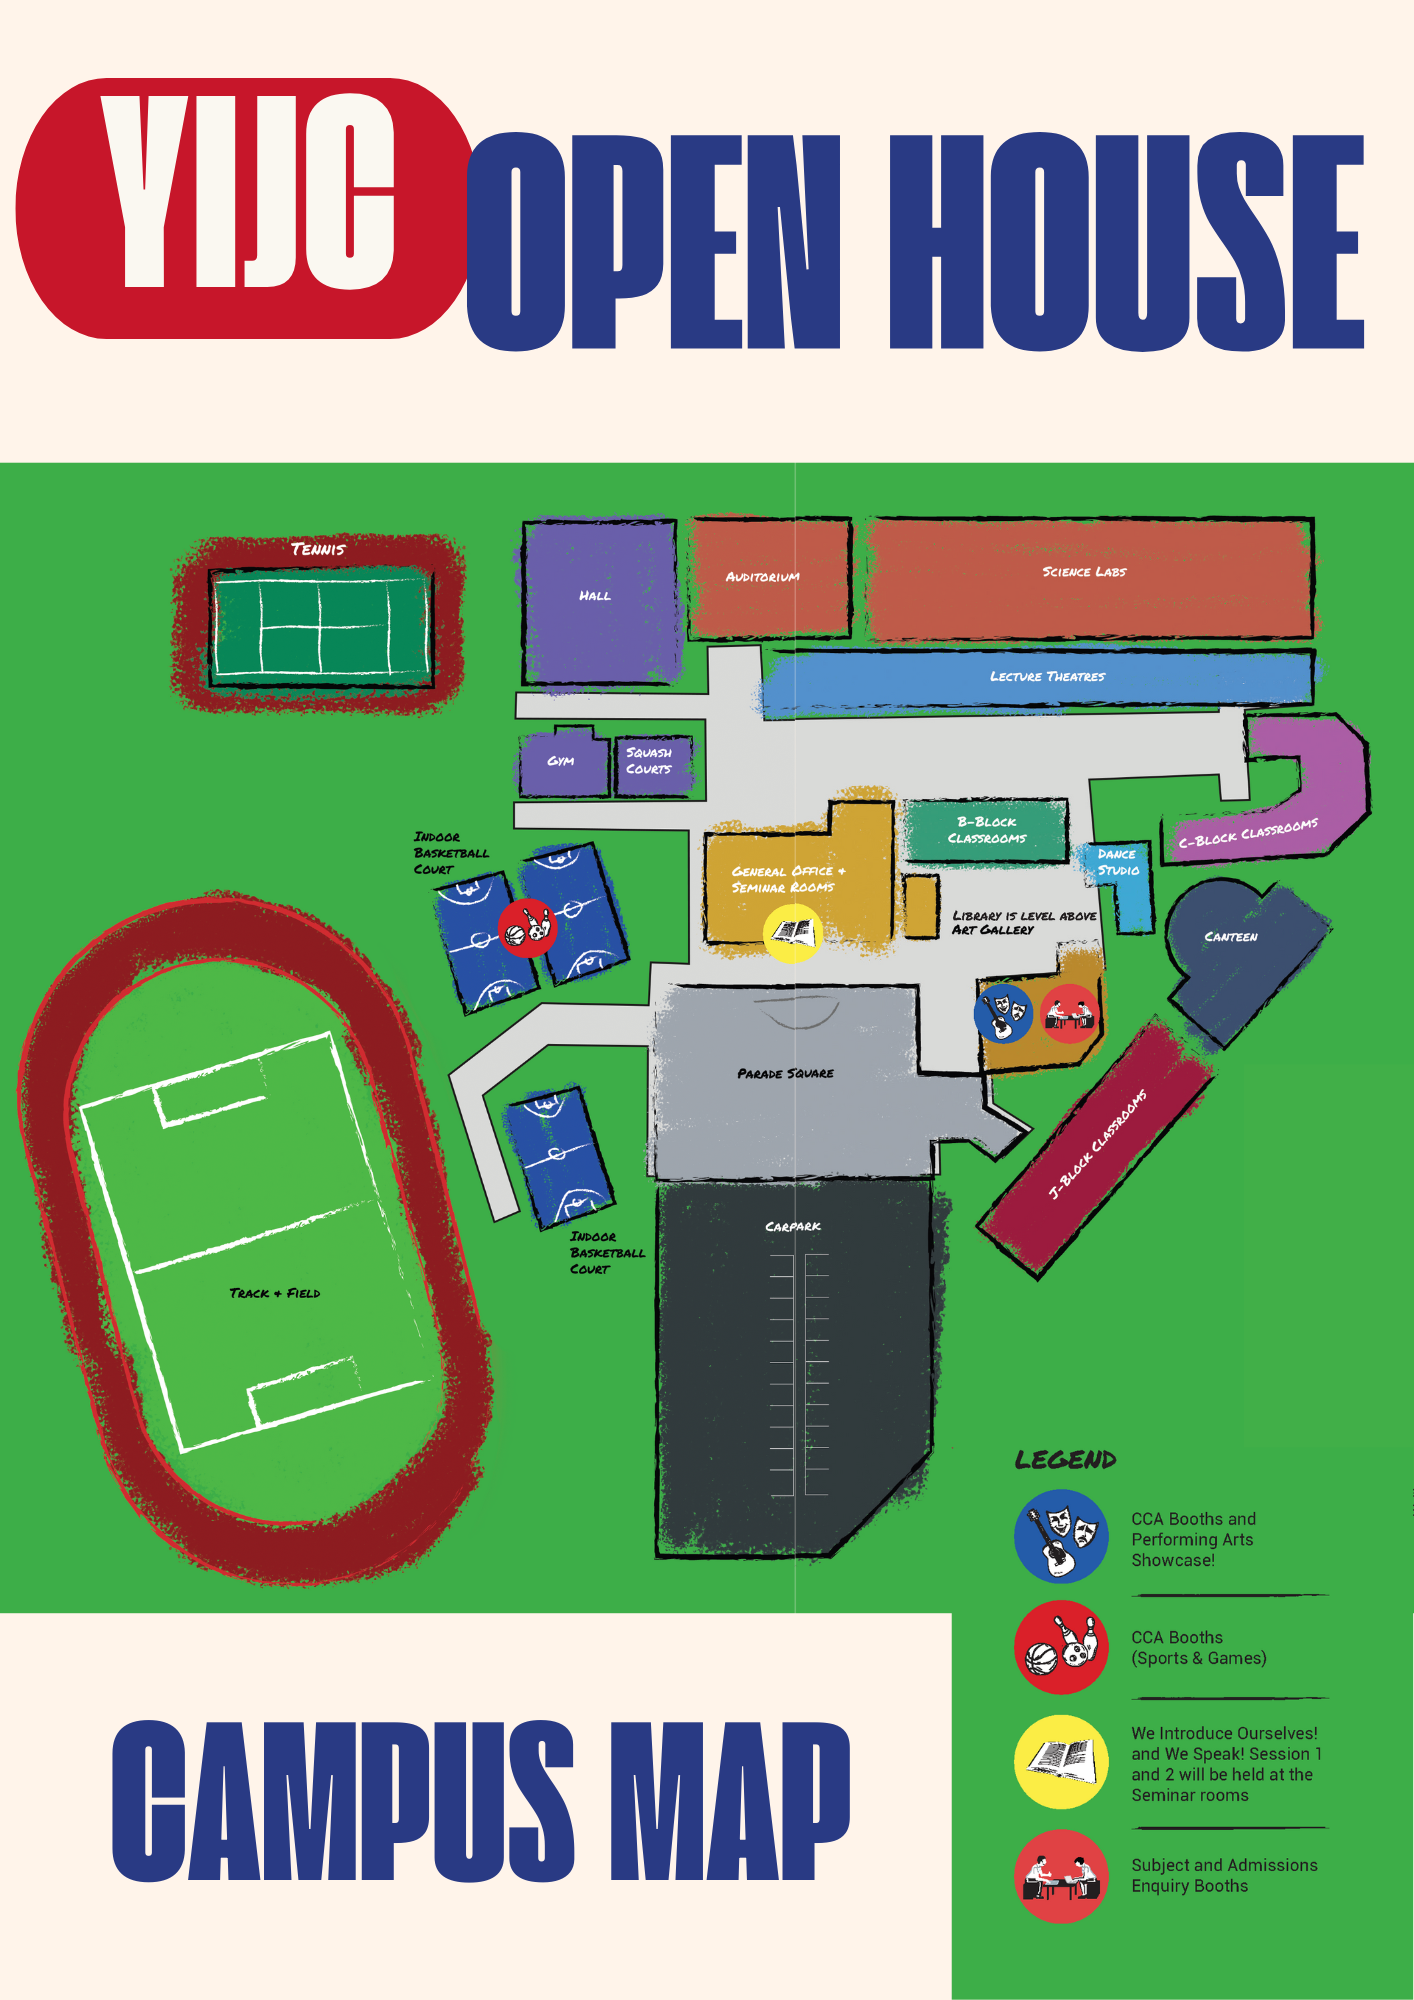 YIJC OPEN HOUSE
TENNIS
HALL
AUDITORIUM
SCIENCE LABS
LECTURE THEATRES
GYM
SQUASH
COURTS
C-BLOCK CLASSROOMS
B-BLOCK
CLASSROOMS
INDOOR
BASKETBALL
COURT
GENERAL OFFICE +
SEMINAR ROOMS
DANCE
STUDIO
LIBRARY IS LEVEL ABOVE
ART GALLERY
CANTEEN
PARADE SQUARE
J-BLOCK CLASSROOMS
CARPARK
INDOOR
BASKETBALL
COURT
TRACK + FIELD
LEGEND
CCA Booths and
Performing Arts
Showcase!
CCA Booths
(Sports & Games)
We Introduce Ourselves!
and We Speak! Session 1
and 2 will be held at the
Seminar rooms
Subject and Admissions
Enquiry Booths
CAMPUS MAP